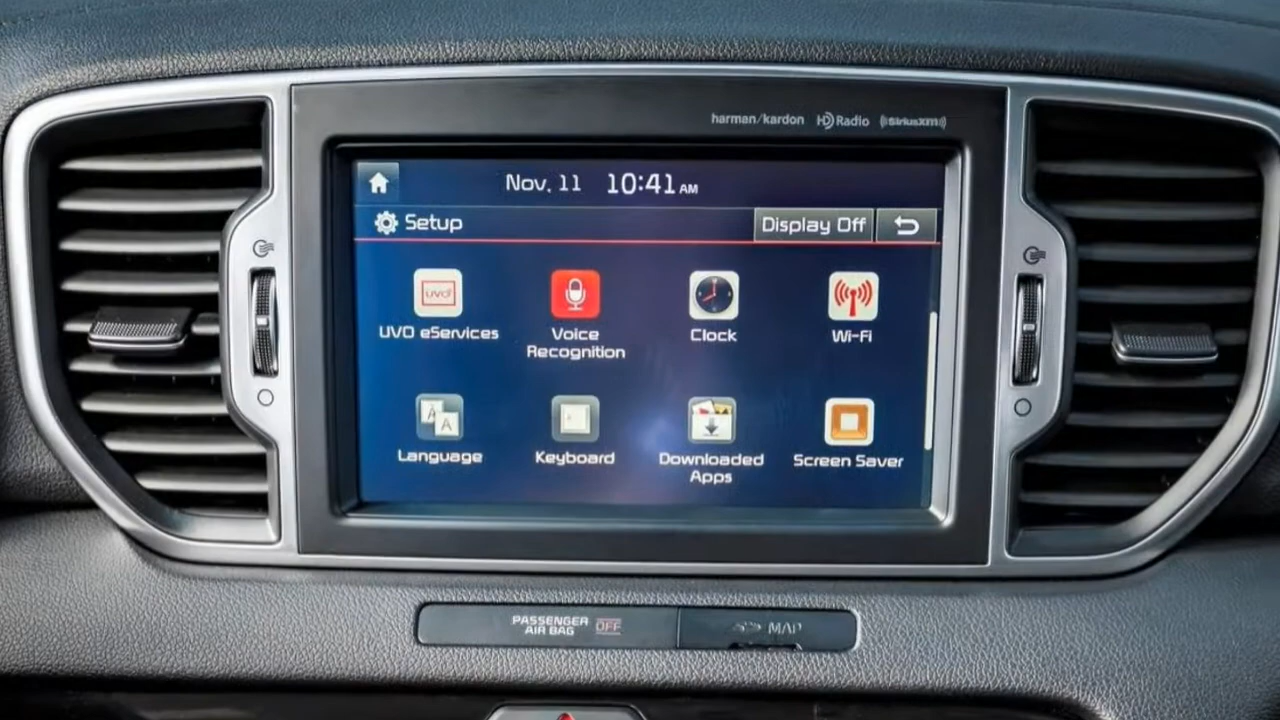 harman/kardon HD Radio ((SiriusXM))
Nov, 11 10:41 AM
Setup Display Off
UVO
UVO eServices Voice Recognition Clock Wi-Fi
A A
Language Keyboard Downloaded Apps Screen Saver
PASSENGER
AIR BAG OFF
MAP